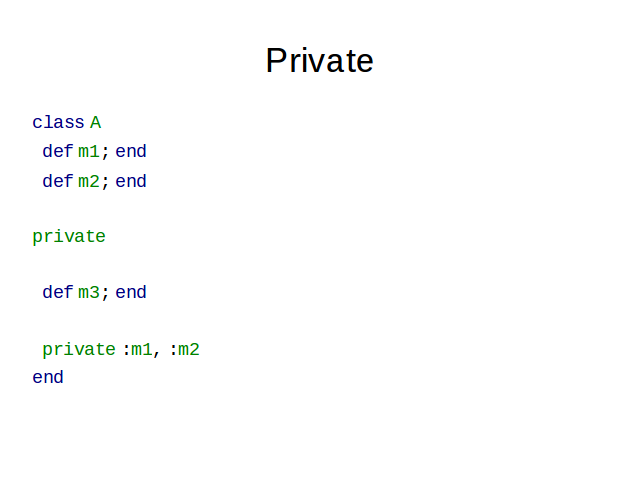 Private
class A
def m1; end
def m2; end
private
def m3; end
private :m1, :m2
end